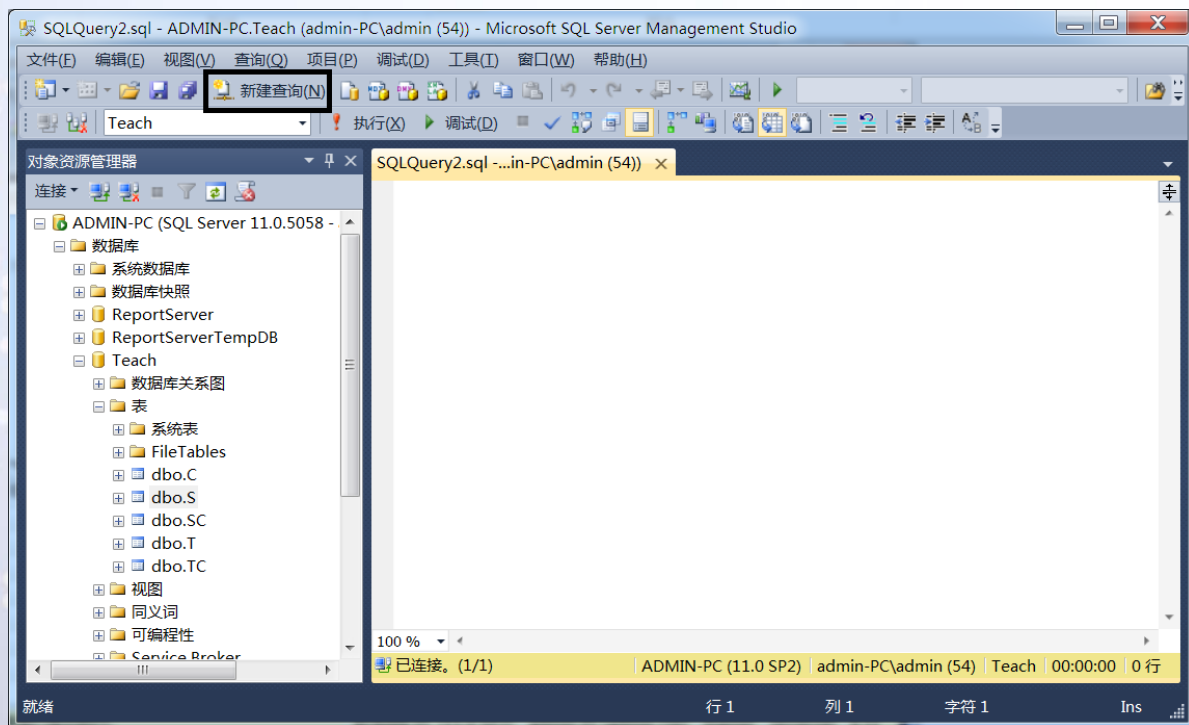 SQLQuery2.sql - ADMIN-PC.Teach (admin-PC\admin (54)) - Microsoft SQL Server Management Studio
文件(F) 编辑(E) 视图(V) 查询(Q) 项目(P) 调试(D) 工具(T) 窗口(W) 帮助(H)
新建查询(N)
Teach 执行(X) 调试(D)
对象资源管理器
SQLQuery2.sql -...in-PC\admin (54))
连接
ADMIN-PC (SQL Server 11.0.5058 -
数据库
系统数据库
数据库快照
ReportServer
ReportServerTempDB
Teach
数据库关系图
表
系统表
FileTables
dbo.C
dbo.S
dbo.SC
dbo.T
dbo.TC
视图
同义词
可编程性
Service Broker
100 %
已连接。(1/1) ADMIN-PC (11.0 SP2) admin-PC\admin (54) Teach 00:00:00 0 行
就绪 行 1 列 1 字符 1 Ins